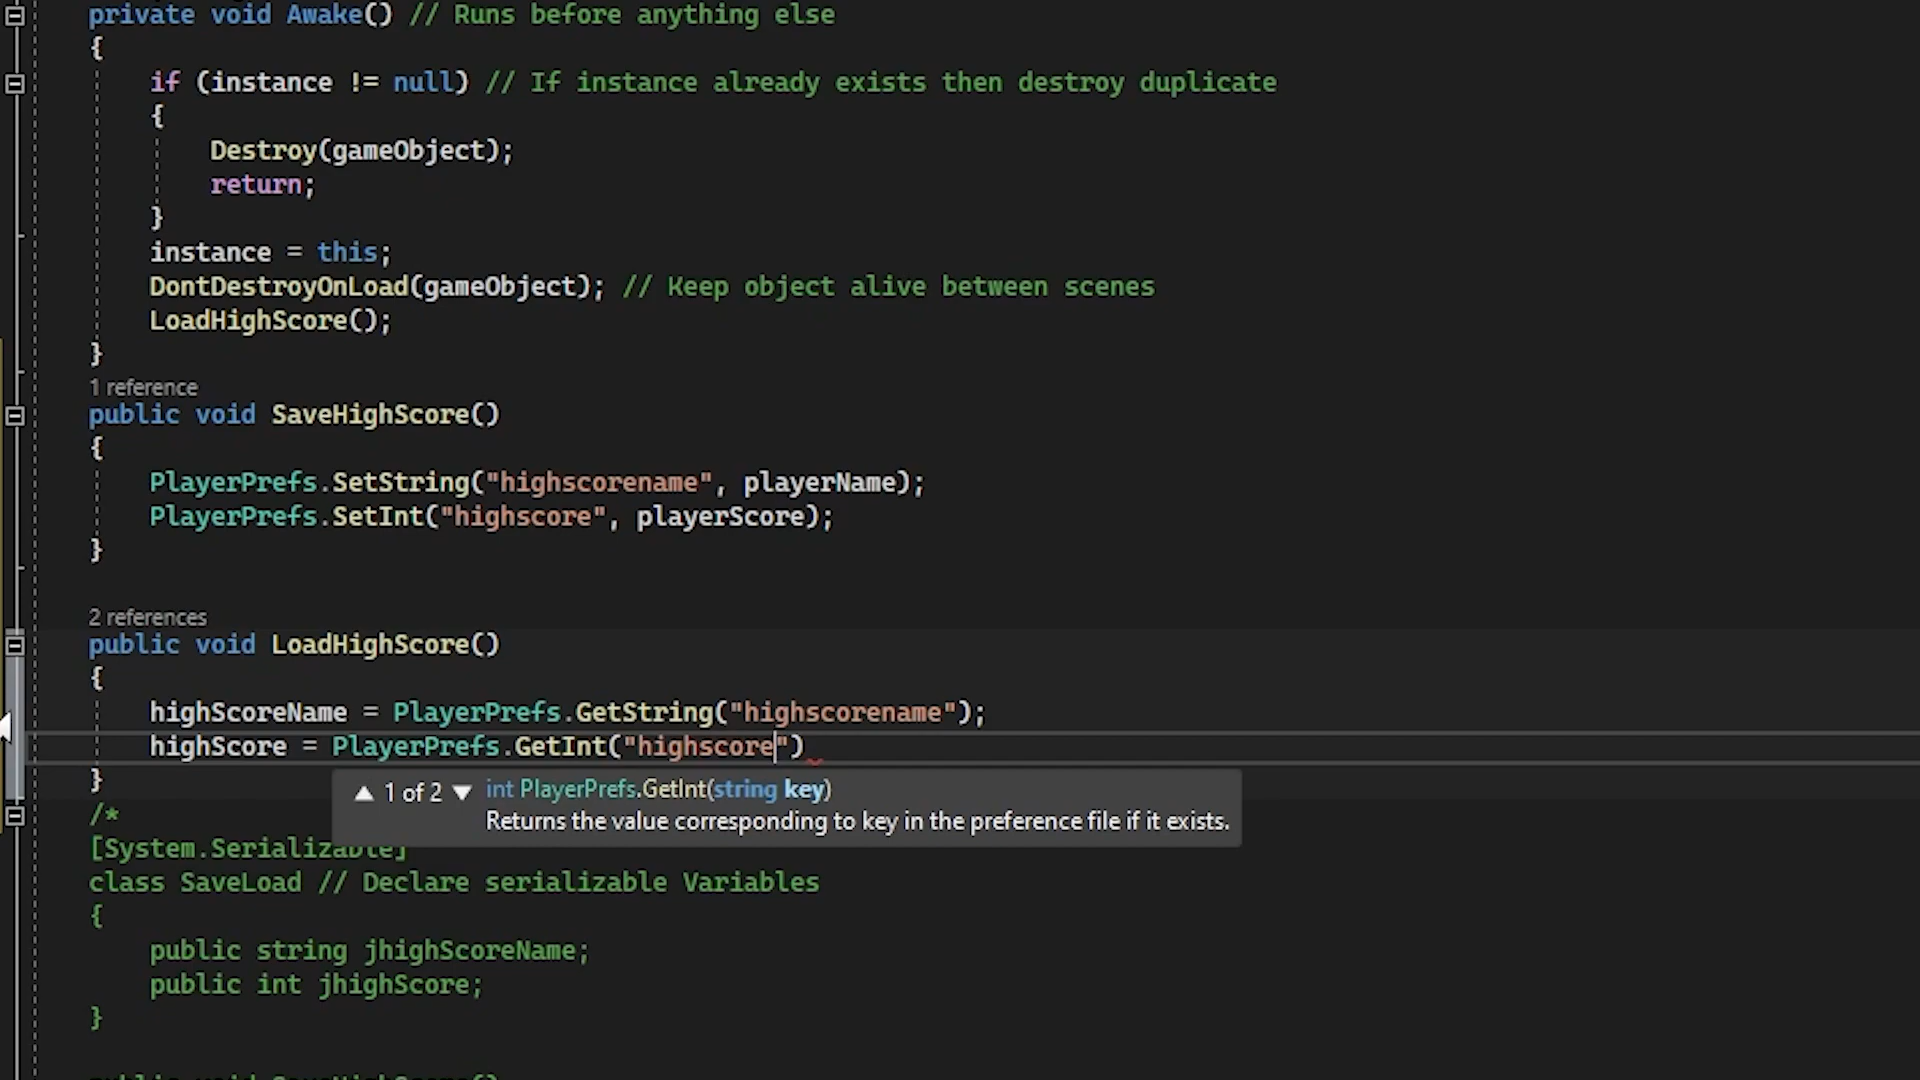 private void Awake() // Runs before anything else
{
if (instance != null) // If instance already exists then destroy duplicate
{
Destroy(gameObject);
return;
}
instance = this;
DontDestroyOnLoad(gameObject); // Keep object alive between scenes
LoadHighScore();
}
1 reference
public void SaveHighScore()
{
PlayerPrefs.SetString("highscorename", playerName);
PlayerPrefs.SetInt("highscore", playerScore);
}
2 references
public void LoadHighScore()
{
highScoreName = PlayerPrefs.GetString("highscorename");
highScore = PlayerPrefs.GetInt("highscore")
}
▲ 1 of 2 ▼ int PlayerPrefs.GetInt(string key)
Returns the value corresponding to key in the preference file if it exists.
/*
[System.Serializable]
class SaveLoad // Declare serializable Variables
{
public string jhighScoreName;
public int jhighScore;
}